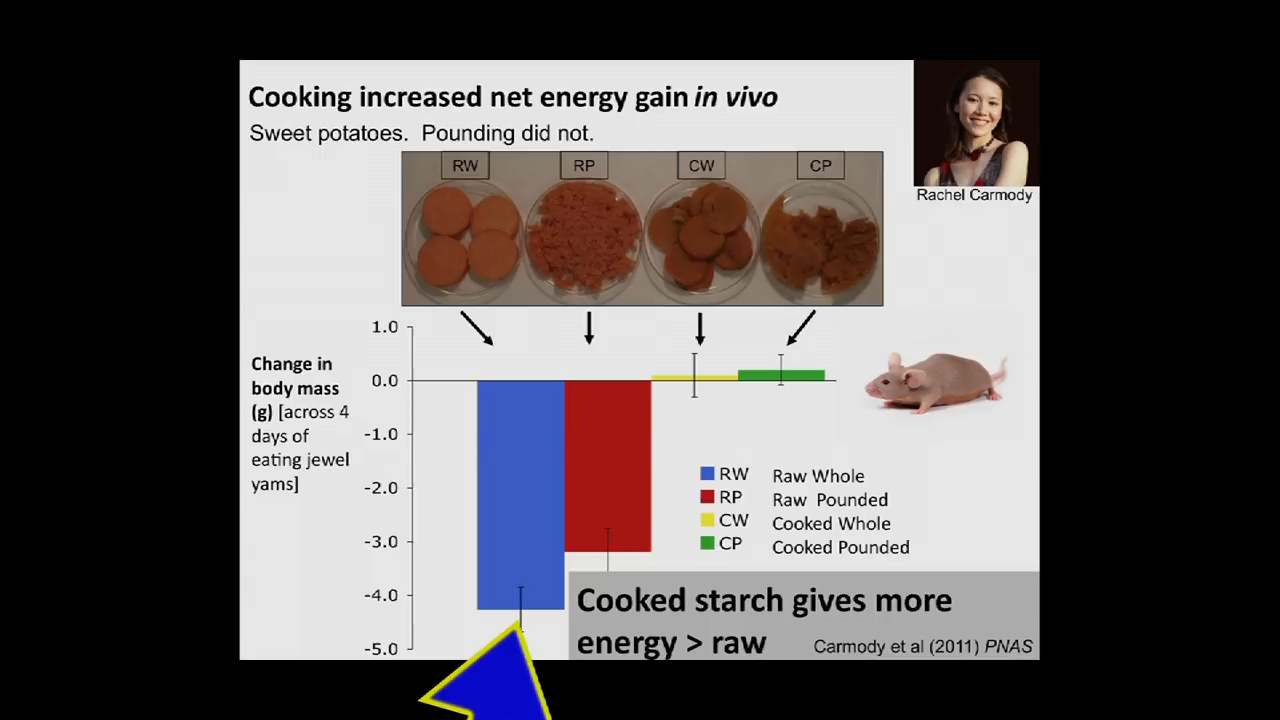 Cooking increased net energy gain in vivo
Sweet potatoes. Pounding did not.
RW
RP
CW
CP
Rachel Carmody
Change in
body mass
(g) [across 4
days of
eating jewel
yams]
1.0
0.0
-1.0
-2.0
-3.0
-4.0
-5.0
RW Raw Whole
RP Raw Pounded
CW Cooked Whole
CP Cooked Pounded
Cooked starch gives more
energy > raw
Carmody et al (2011) PNAS